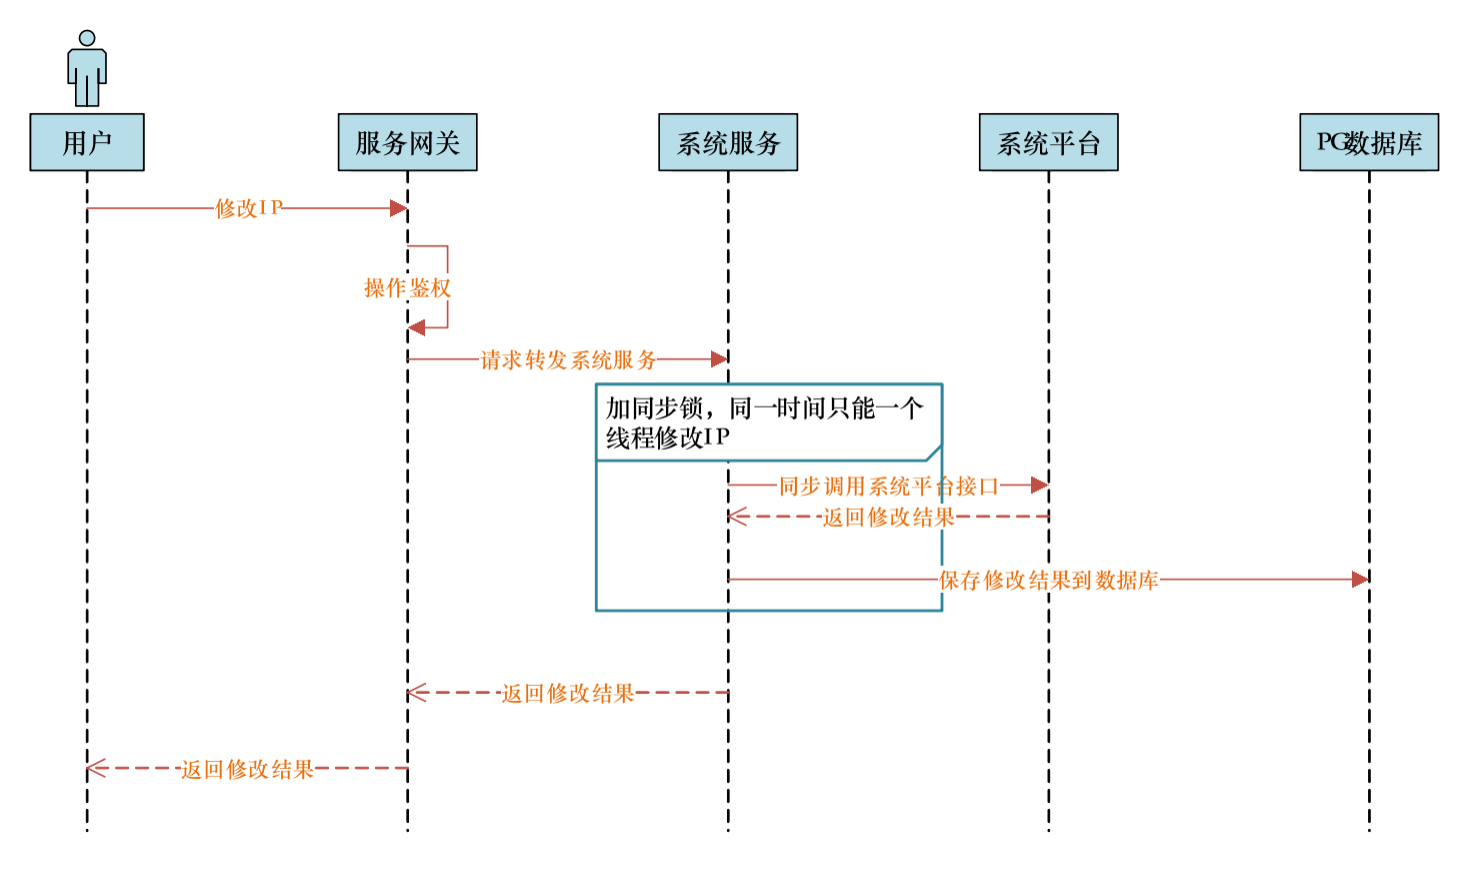 用户
服务网关
系统服务
系统平台
PG数据库
修改IP
操作鉴权
请求转发系统服务
加同步锁，同一时间只能一个
线程修改IP
同步调用系统平台接口
返回修改结果
保存修改结果到数据库
返回修改结果
返回修改结果